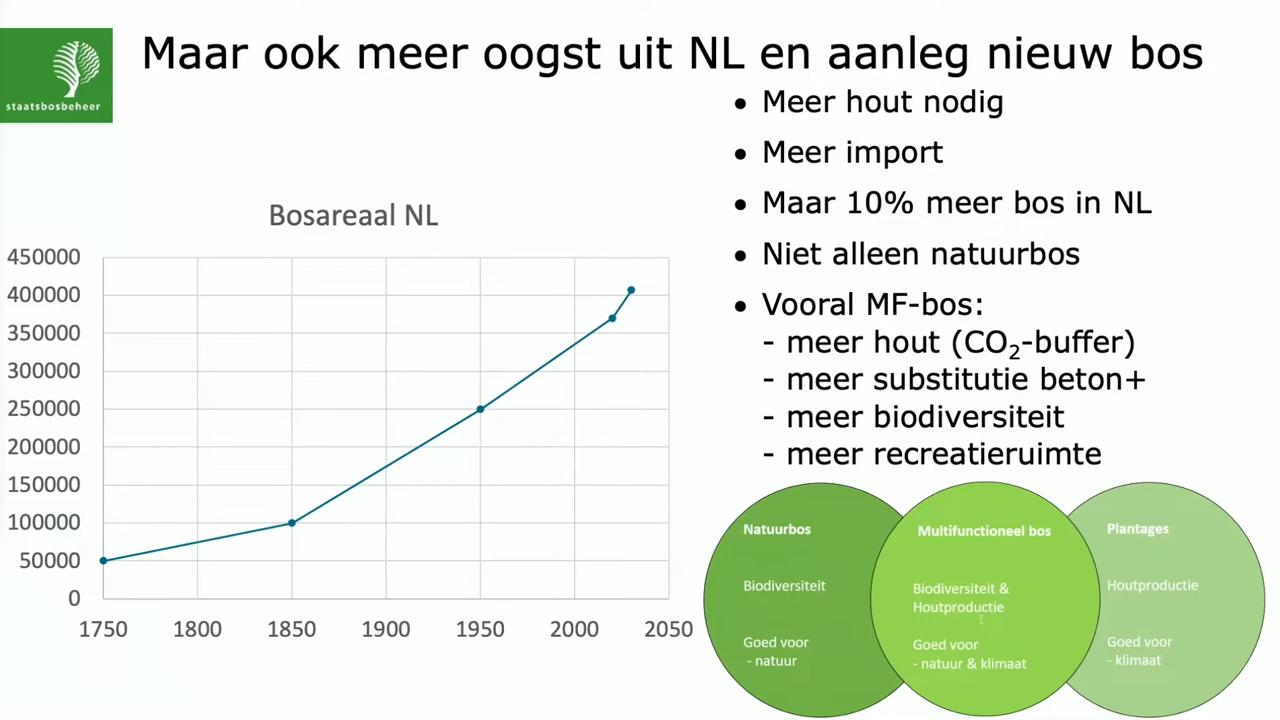 Maar ook meer oogst uit NL en aanleg nieuw bos
staatsbosbeheer
• Meer hout nodig
• Meer import
• Maar 10% meer bos in NL
• Niet alleen natuurbos
• Vooral MF-bos:
- meer hout (CO₂-buffer)
- meer substitutie beton+
- meer biodiversiteit
- meer recreatieruimte
Bosareaal NL
450000
400000
350000
300000
250000
200000
150000
100000
50000
0
1750 1800 1850 1900 1950 2000 2050
Natuurbos
Biodiversiteit
Goed voor
- natuur
Multifunctioneel bos
Biodiversiteit &
Houtproductie
Goed voor
- natuur & klimaat
Plantages
Houtproductie
Goed voor
- klimaat